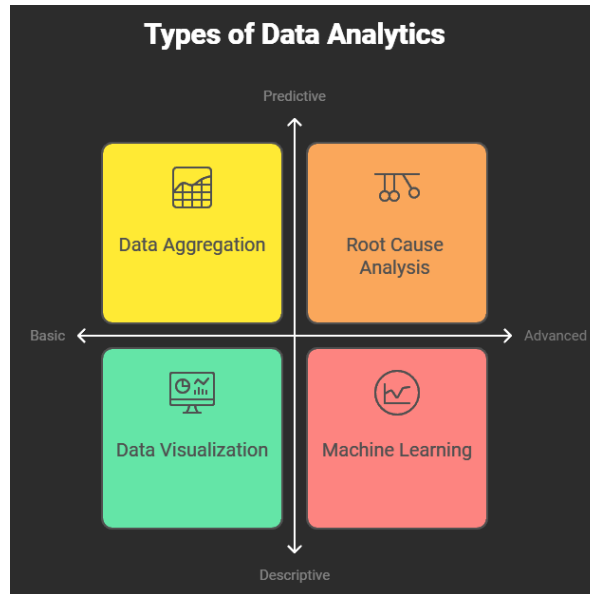 Types of Data Analytics
Predictive
Data Aggregation
Root Cause
Analysis
Basic
Advanced
Data Visualization
Machine Learning
Descriptive